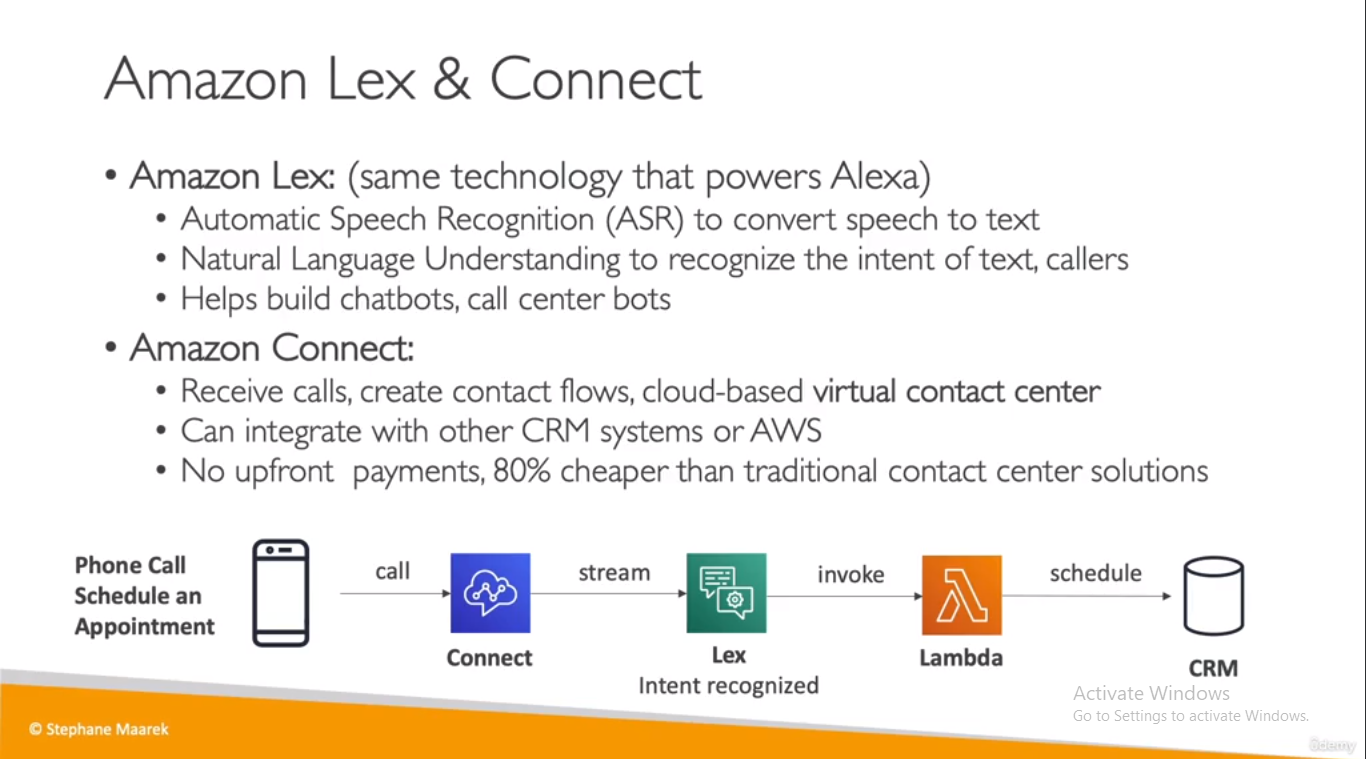 Amazon Lex & Connect
• Amazon Lex: (same technology that powers Alexa)
• Automatic Speech Recognition (ASR) to convert speech to text
• Natural Language Understanding to recognize the intent of text, callers
• Helps build chatbots, call center bots
• Amazon Connect:
• Receive calls, create contact flows, cloud-based virtual contact center
• Can integrate with other CRM systems or AWS
• No upfront payments, 80% cheaper than traditional contact center solutions
Phone Call
Schedule an
Appointment
call
Connect
stream
Lex
Intent recognized
invoke
Lambda
schedule
CRM
Activate Windows
Go to Settings to activate Windows.
© Stephane Maarek
ûdemy